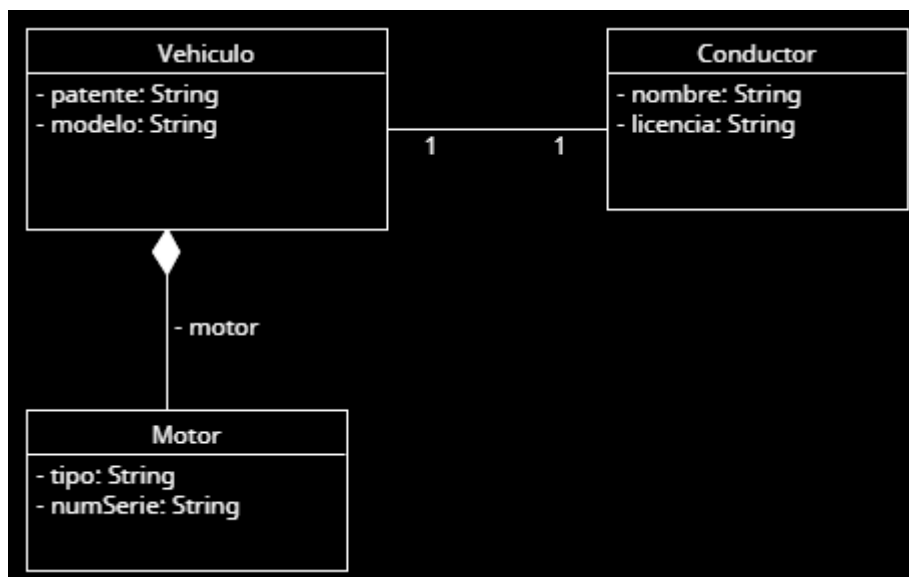 Vehiculo
- patente: String
- modelo: String
Conductor
- nombre: String
- licencia: String
1
1
- motor
Motor
- tipo: String
- numSerie: String